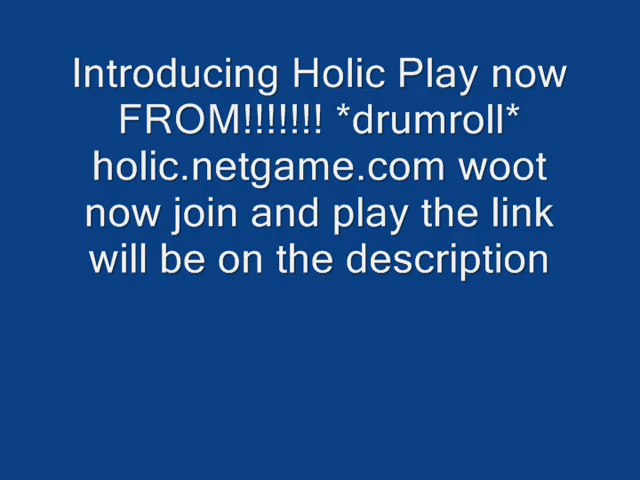 Introducing Holic Play now
FROM!!!!!!! *drumroll*
holic.netgame.com woot
now join and play the link
will be on the description